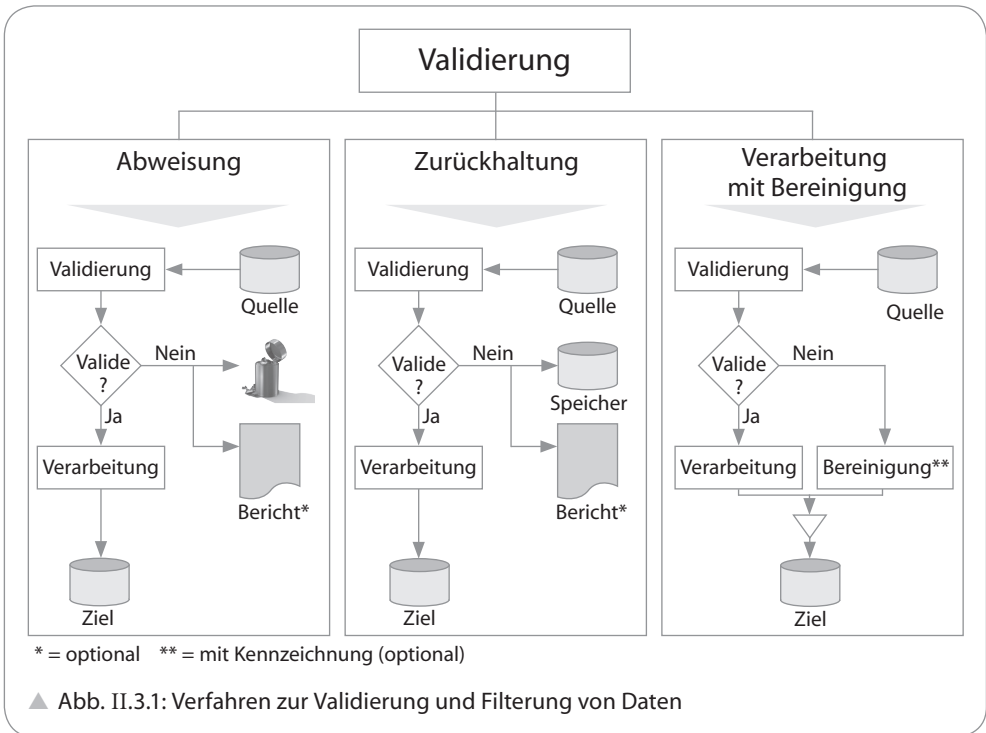 Validierung
Abweisung
Validierung
Quelle
Valide
?
Nein
Ja
Verarbeitung
Bericht*
Ziel
Zurückhaltung
Validierung
Quelle
Valide
?
Nein
Speicher
Ja
Verarbeitung
Bericht*
Ziel
Verarbeitung
mit Bereinigung
Validierung
Quelle
Valide
?
Nein
Ja
Verarbeitung
Bereinigung**
Ziel
* = optional ** = mit Kennzeichnung (optional)
Abb. II.3.1: Verfahren zur Validierung und Filterung von Daten